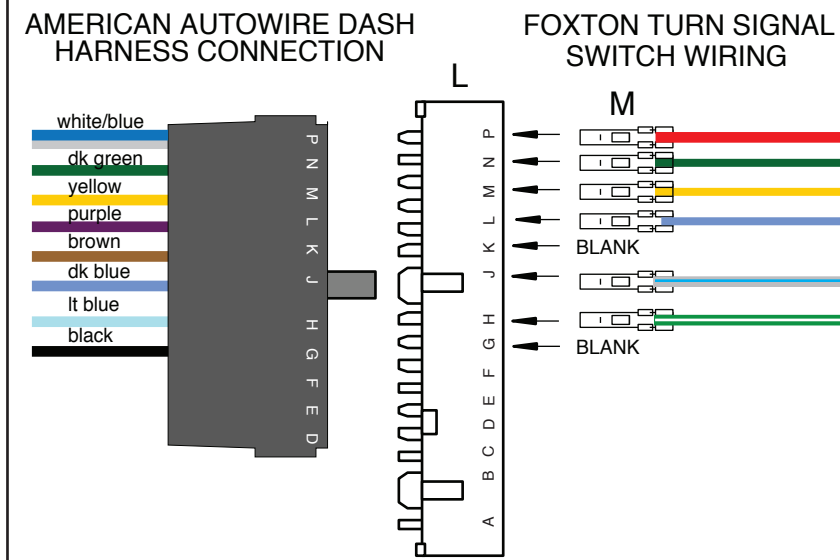 AMERICAN AUTOWIRE DASH
HARNESS CONNECTION
FOXTON TURN SIGNAL
SWITCH WIRING
L
M
white/blue
dk green
yellow
purple
brown
dk blue
lt blue
black
P
N
M
L
K
J
H
G
F
E
D
P
N
M
L
K
J
H
G
F
E
D
C
B
A
BLANK
BLANK